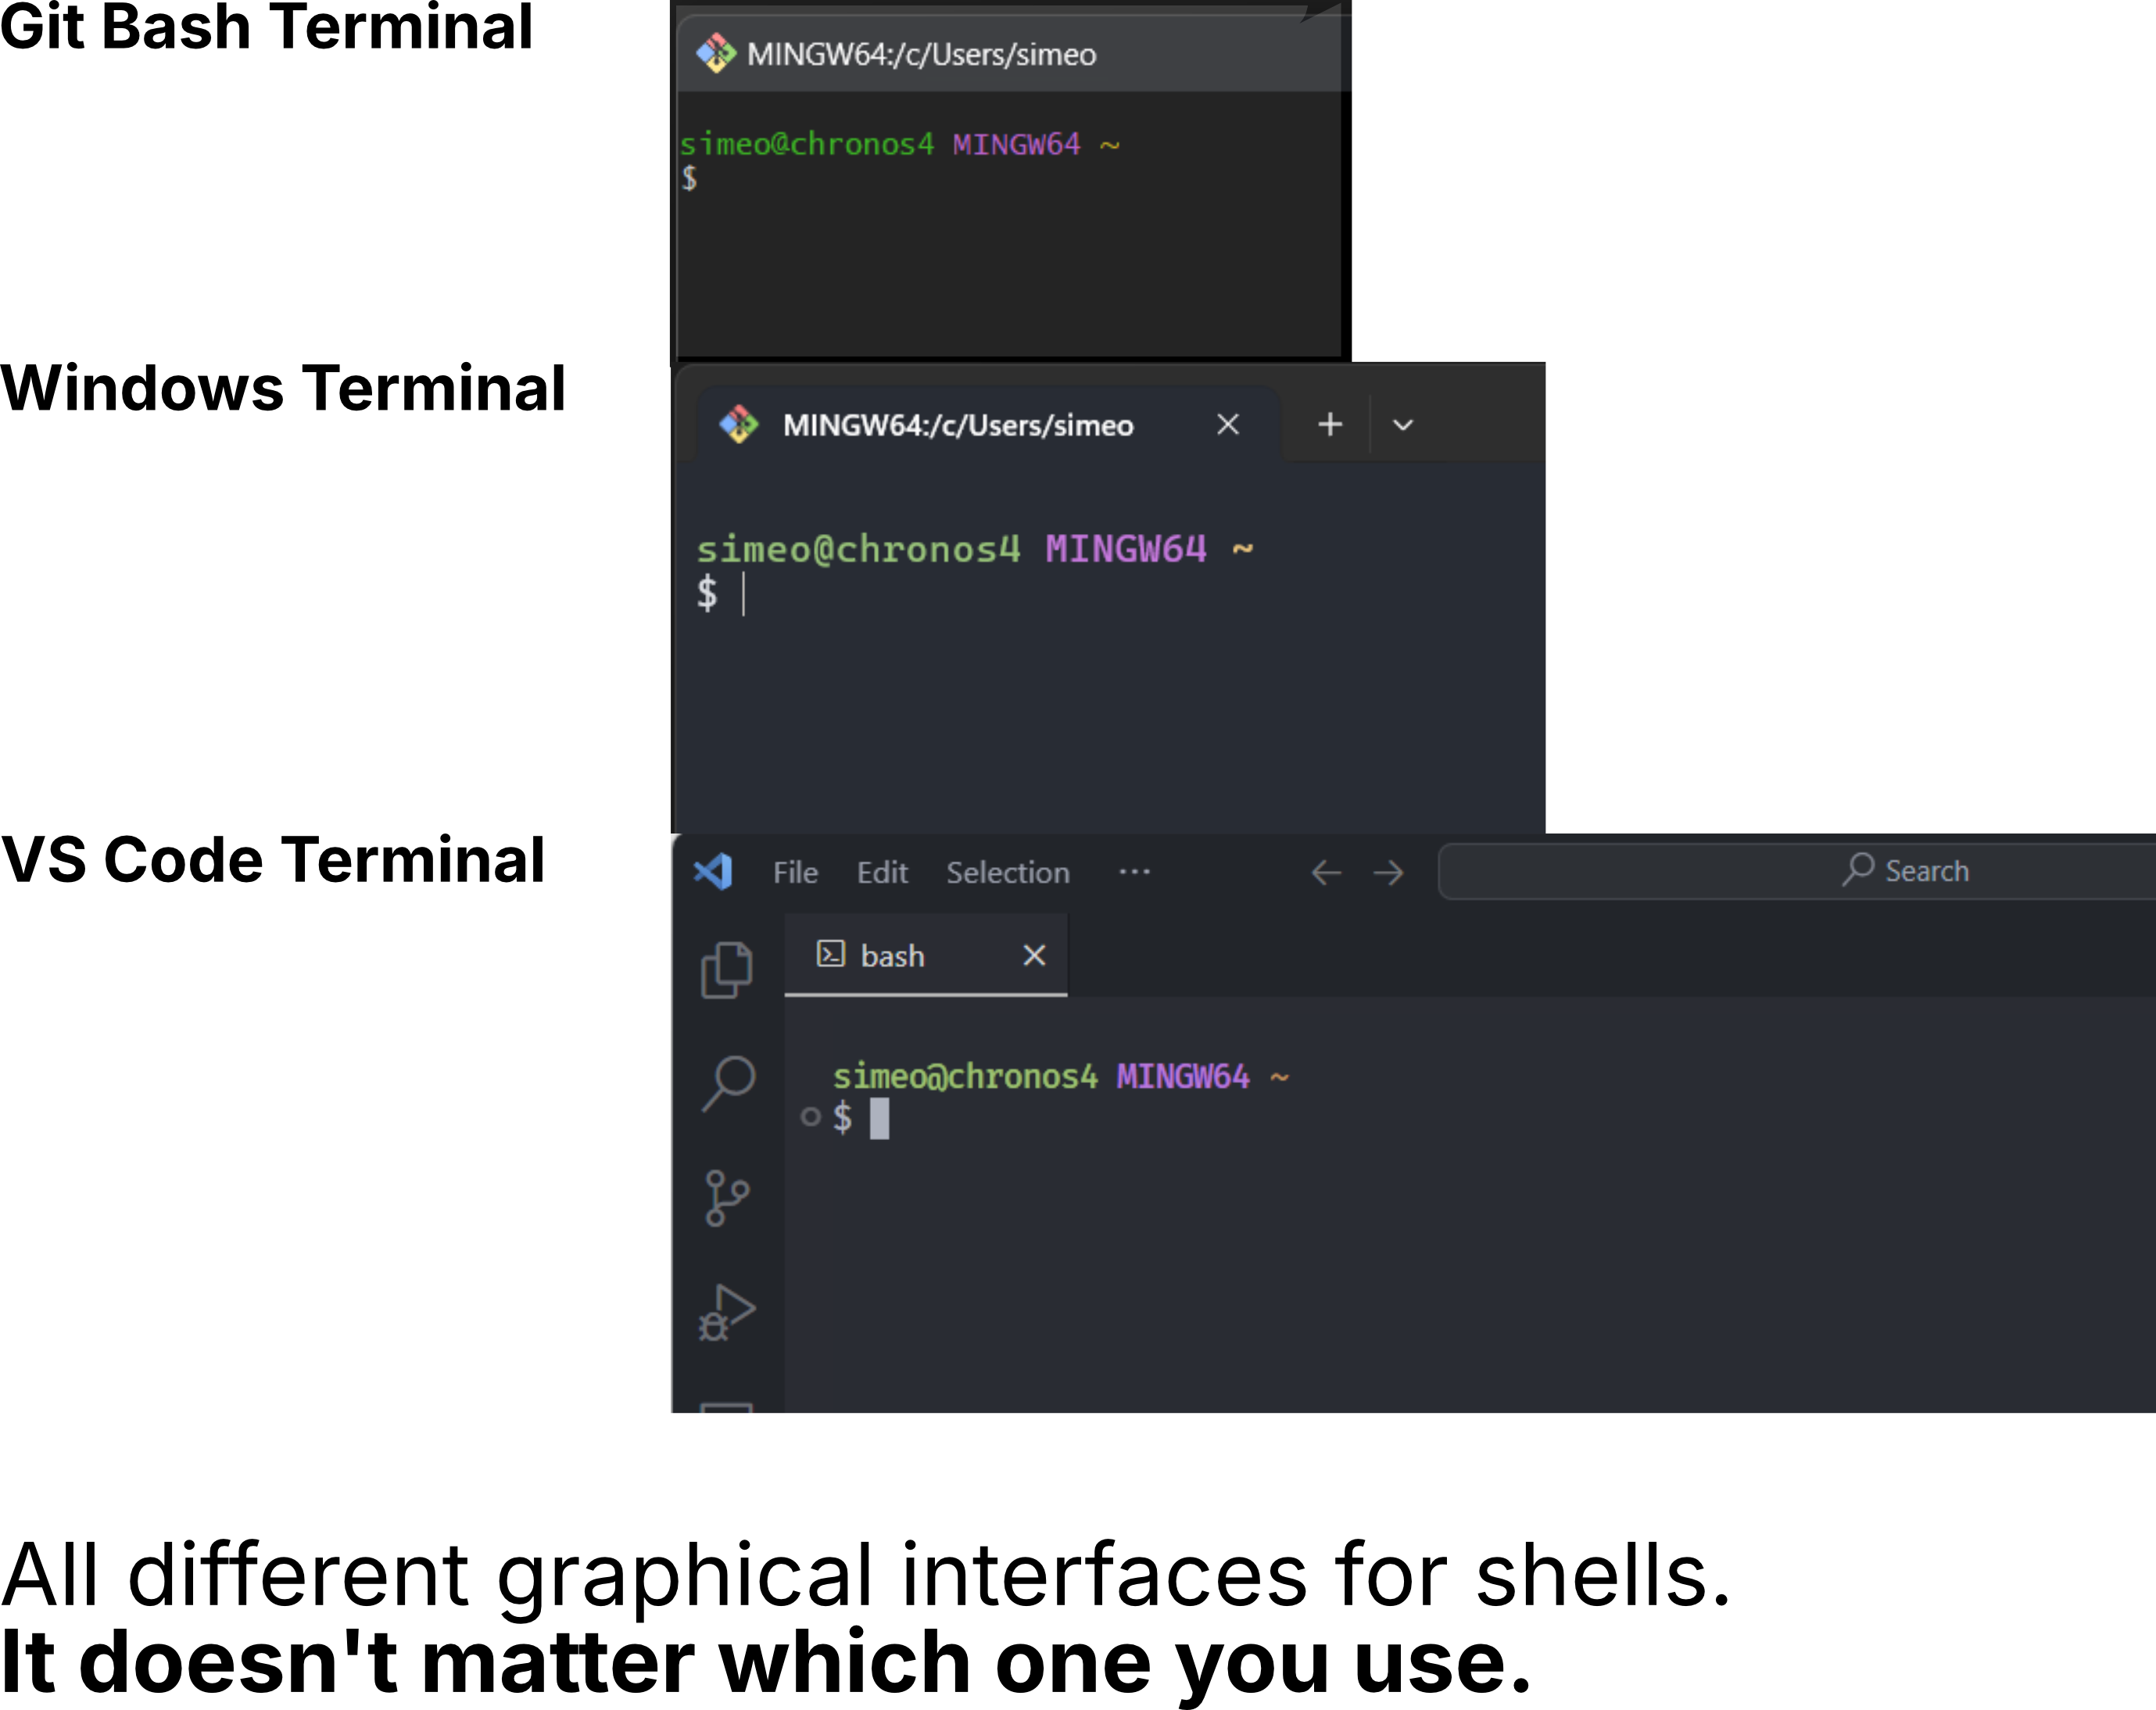 Git Bash Terminal
MINGW64:/c/Users/simeo
simeo@chronos4 MINGW64 ~
$
Windows Terminal
MINGW64:/c/Users/simeo
simeo@chronos4 MINGW64 ~
$
VS Code Terminal
File Edit Selection ··· Search
bash
simeo@chronos4 MINGW64 ~
$
All different graphical interfaces for shells.
It doesn't matter which one you use.